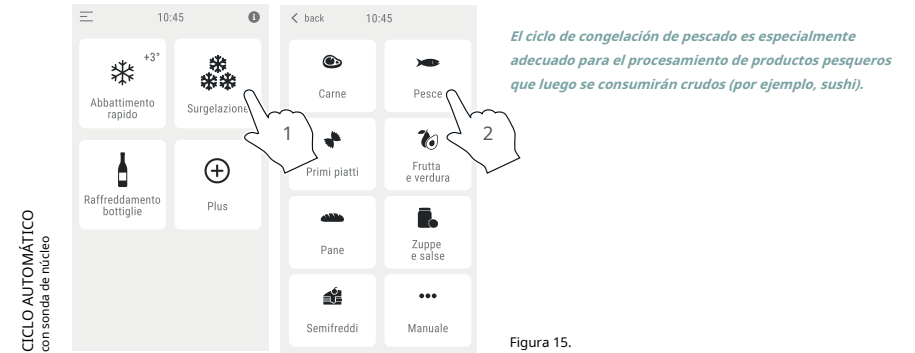 10:45
+3°
Abbattimento
rapido
Surgelazione
1
Raffreddamento
bottiglie
Plus
back 10:45
Carne
Pesce
2
Primi piatti
Frutta
e verdura
Pane
Zuppe
e salse
Semifreddi
Manuale
El ciclo de congelación de pescado es especialmente
adecuado para el procesamiento de productos pesqueros
que luego se consumirán crudos (por ejemplo, sushi).
CICLO AUTOMÁTICO
con sonda de núcleo
Figura 15.